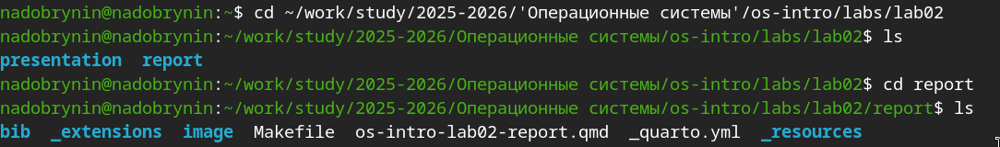 nadobrynin@nadobrynin:~$ cd ~/work/study/2025-2026/'Операционные системы'/os-intro/labs/lab02
nadobrynin@nadobrynin:~/work/study/2025-2026/Операционные системы/os-intro/labs/lab02$ ls
presentation  report
nadobrynin@nadobrynin:~/work/study/2025-2026/Операционные системы/os-intro/labs/lab02$ cd report
nadobrynin@nadobrynin:~/work/study/2025-2026/Операционные системы/os-intro/labs/lab02/report$ ls
bib  _extensions  image  Makefile  os-intro-lab02-report.qmd  _quarto.yml  _resources